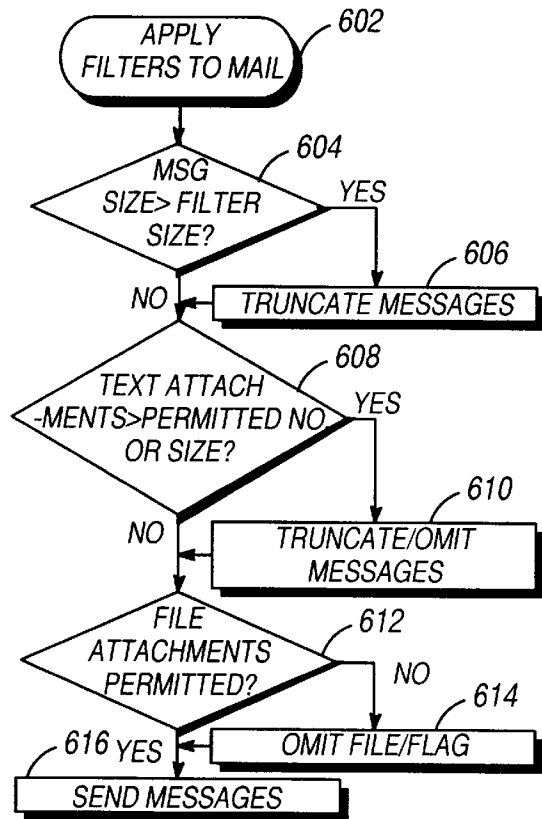 APPLY
FILTERS TO MAIL
602
MSG
SIZE> FILTER
SIZE?
604
YES
606
NO
TRUNCATE MESSAGES
608
TEXT ATTACH
-MENTS>PERMITTED NO.
OR SIZE?
YES
610
NO
TRUNCATE/OMIT
MESSAGES
FILE
ATTACHMENTS
PERMITTED?
612
NO
614
616
YES
OMIT FILE/FLAG
SEND MESSAGES